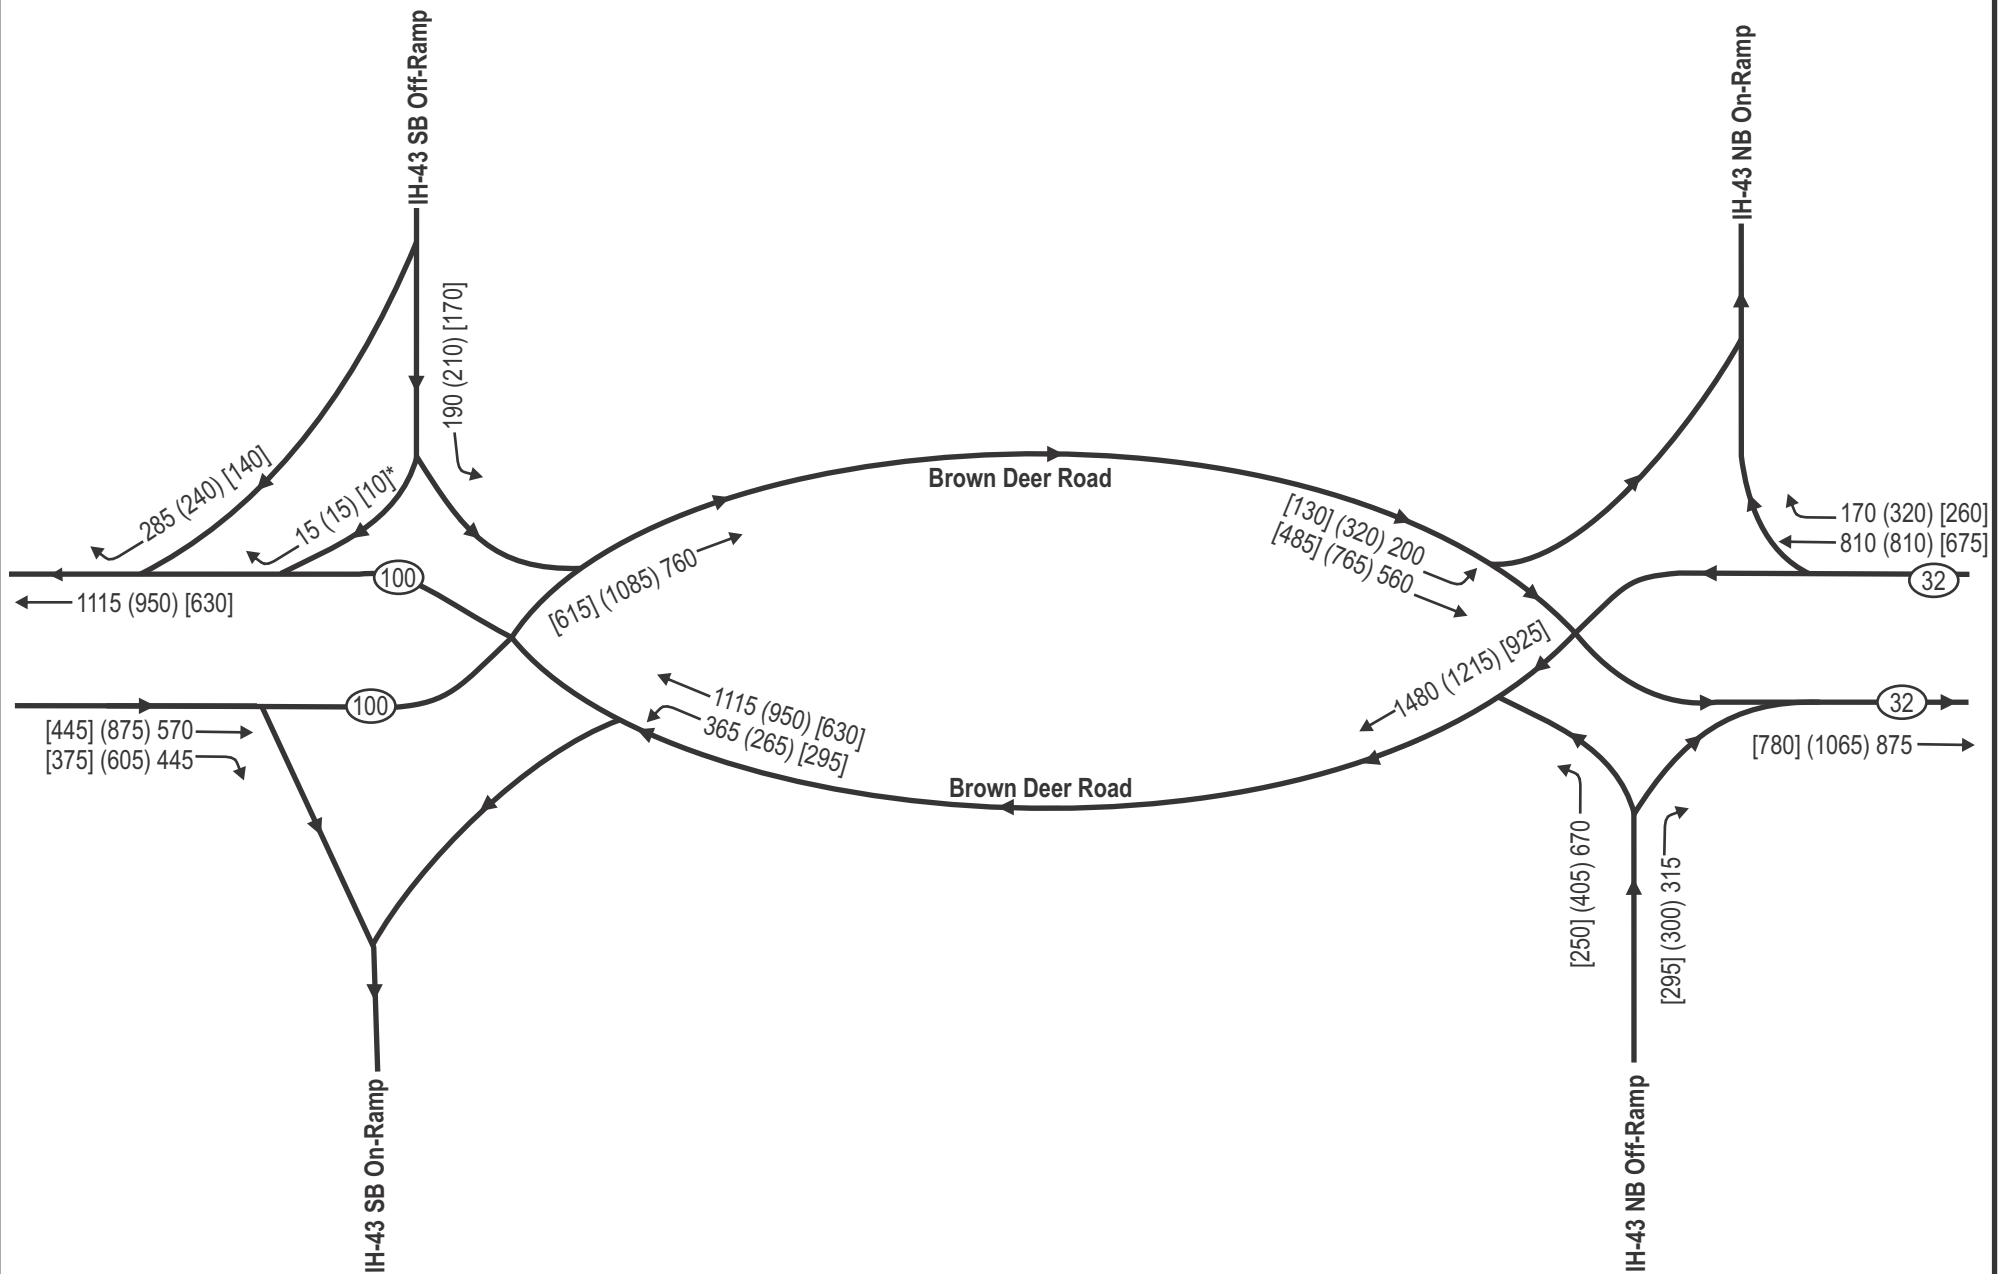 IH-43 SB Off-Ramp
IH-43 NB On-Ramp
190 (210) [170]
285 (240) [140]
15 (15) [10]*
Brown Deer Road
[130] (320) 200
[485] (765) 560
170 (320) [260]
810 (810) [675]
100
32
1115 (950) [630]
[615] (1085) 760
1480 (1215) [925]
100
32
[445] (875) 570
[375] (605) 445
1115 (950) [630]
365 (265) [295]
[780] (1065) 875
Brown Deer Road
[250] (405) 670
[295] (300) 315
IH-43 SB On-Ramp
IH-43 NB Off-Ramp